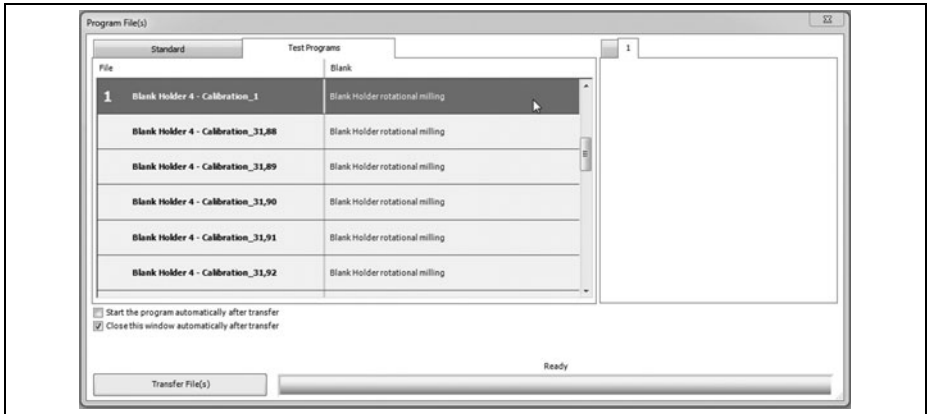 Program File(s)
Standard Test Programs 1
File Blank
1 Blank Holder 4 - Calibration_1 Blank Holder rotational milling
Blank Holder 4 - Calibration_31,88 Blank Holder rotational milling
Blank Holder 4 - Calibration_31,89 Blank Holder rotational milling
Blank Holder 4 - Calibration_31,90 Blank Holder rotational milling
Blank Holder 4 - Calibration_31,91 Blank Holder rotational milling
Blank Holder 4 - Calibration_31,92 Blank Holder rotational milling
Start the program automatically after transfer
Close this window automatically after transfer
Ready
Transfer File(s)